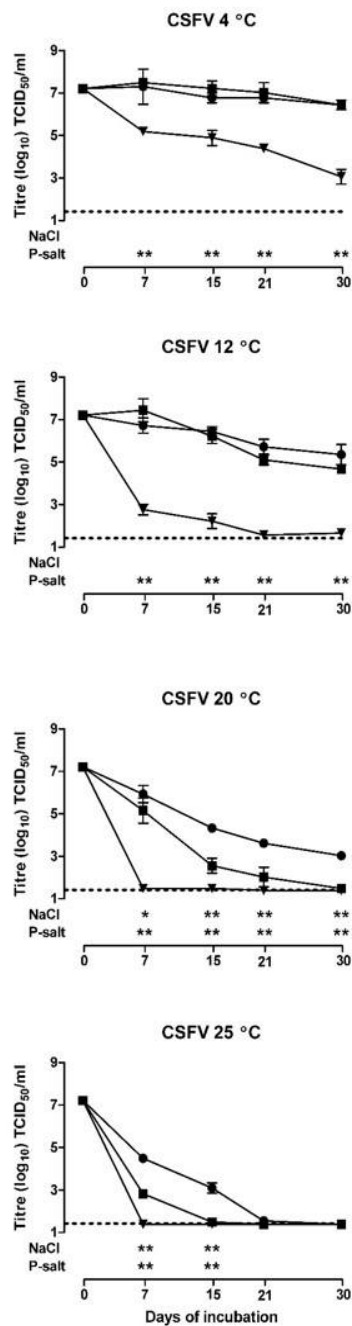 CSFV 4 °C
Titre (log10) TCID50/ml
9
7
5
3
1
NaCl
P-salt ** ** ** **
0 7 15 21 30
CSFV 12 °C
Titre (log10) TCID50/ml
9
7
5
3
1
NaCl
P-salt ** ** ** **
0 7 15 21 30
CSFV 20 °C
Titre (log10) TCID50/ml
9
7
5
3
1
NaCl * ** ** **
P-salt ** ** ** **
0 7 15 21 30
CSFV 25 °C
Titre (log10) TCID50/ml
9
7
5
3
1
NaCl ** **
P-salt ** **
0 7 15 21 30
Days of incubation